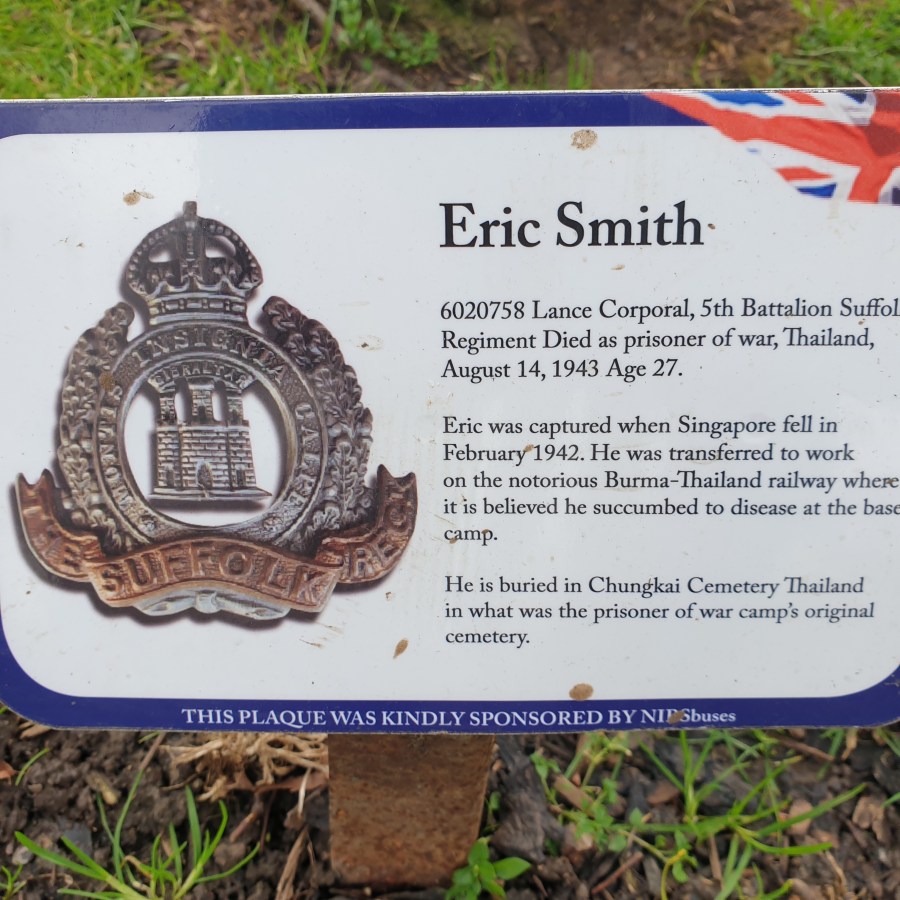 MONTIS INSIGNIA CALPE
GIBRALTAR
THE SUFFOLK REGT
Eric Smith
6020758 Lance Corporal, 5th Battalion Suffol
Regiment Died as prisoner of war, Thailand,
August 14, 1943 Age 27.
Eric was captured when Singapore fell in
February 1942. He was transferred to work
on the notorious Burma-Thailand railway where
it is believed he succumbed to disease at the base
camp.
He is buried in Chungkai Cemetery Thailand
in what was the prisoner of war camp's original
cemetery.
THIS PLAQUE WAS KINDLY SPONSORED BY NIBSbuses